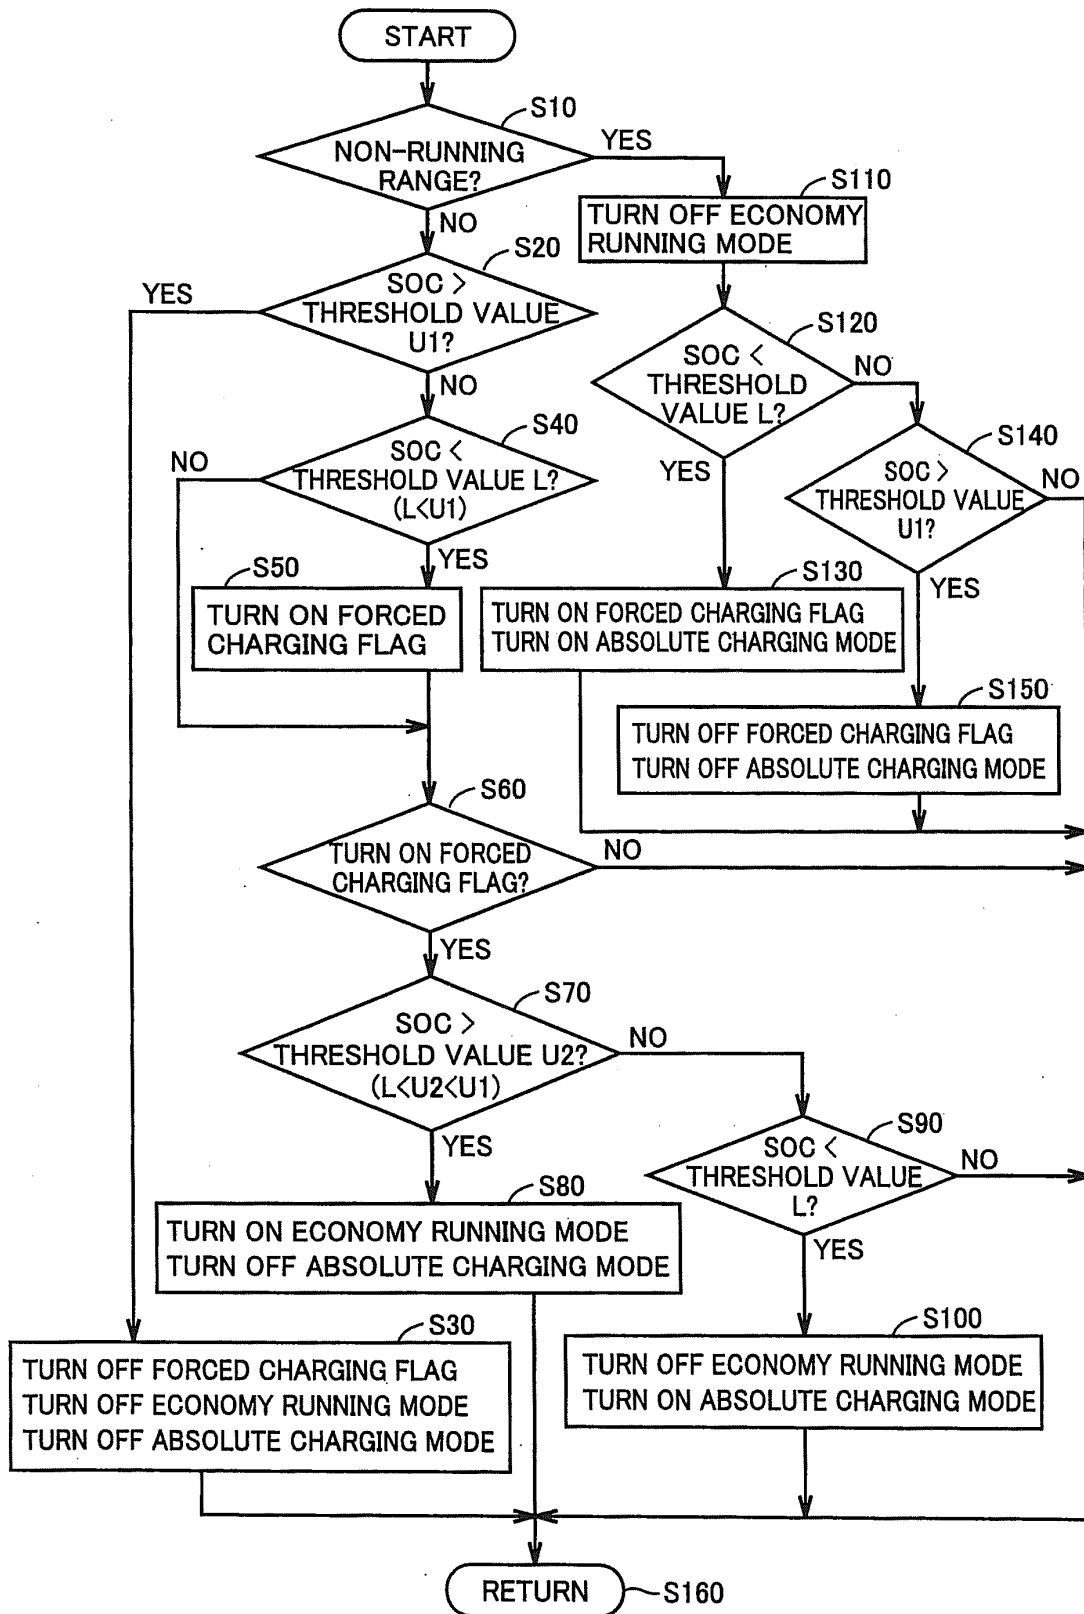 START
S10
NON-RUNNING
RANGE?
YES
NO
S110
TURN OFF ECONOMY
RUNNING MODE
S20
SOC >
THRESHOLD VALUE
U1?
YES
NO
S120
SOC <
THRESHOLD
VALUE L?
NO
YES
S40
SOC <
THRESHOLD VALUE L?
(L<U1)
NO
YES
S140
SOC >
THRESHOLD VALUE
U1?
NO
YES
S50
TURN ON FORCED
CHARGING FLAG
S130
TURN ON FORCED CHARGING FLAG
TURN ON ABSOLUTE CHARGING MODE
S150
TURN OFF FORCED CHARGING FLAG
TURN OFF ABSOLUTE CHARGING MODE
S60
TURN ON FORCED
CHARGING FLAG?
NO
YES
S70
SOC >
THRESHOLD VALUE U2?
(L<U2<U1)
NO
YES
S90
SOC <
THRESHOLD VALUE
L?
NO
YES
S80
TURN ON ECONOMY RUNNING MODE
TURN OFF ABSOLUTE CHARGING MODE
S30
TURN OFF FORCED CHARGING FLAG
TURN OFF ECONOMY RUNNING MODE
TURN OFF ABSOLUTE CHARGING MODE
S100
TURN OFF ECONOMY RUNNING MODE
TURN ON ABSOLUTE CHARGING MODE
RETURN
S160